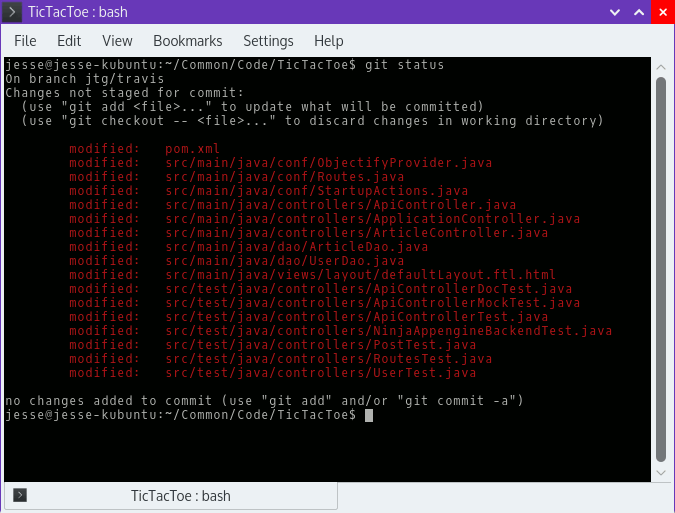 TicTacToe : bash
File Edit View Bookmarks Settings Help
jesse@jesse-kubuntu:~/Common/Code/TicTacToe$ git status
On branch jtg/travis
Changes not staged for commit:
  (use "git add <file>..." to update what will be committed)
  (use "git checkout -- <file>..." to discard changes in working directory)
modified: pom.xml
modified: src/main/java/conf/ObjectifyProvider.java
modified: src/main/java/conf/Routes.java
modified: src/main/java/conf/StartupActions.java
modified: src/main/java/controllers/ApiController.java
modified: src/main/java/controllers/ApplicationController.java
modified: src/main/java/controllers/ArticleController.java
modified: src/main/java/dao/ArticleDao.java
modified: src/main/java/dao/UserDao.java
modified: src/main/java/views/layout/defaultLayout.ftl.html
modified: src/test/java/controllers/ApiControllerDocTest.java
modified: src/test/java/controllers/ApiControllerMockTest.java
modified: src/test/java/controllers/ApiControllerTest.java
modified: src/test/java/controllers/NinjaAppengineBackendTest.java
modified: src/test/java/controllers/PostTest.java
modified: src/test/java/controllers/RoutesTest.java
modified: src/test/java/controllers/UserTest.java
no changes added to commit (use "git add" and/or "git commit -a")
jesse@jesse-kubuntu:~/Common/Code/TicTacToe$
TicTacToe : bash